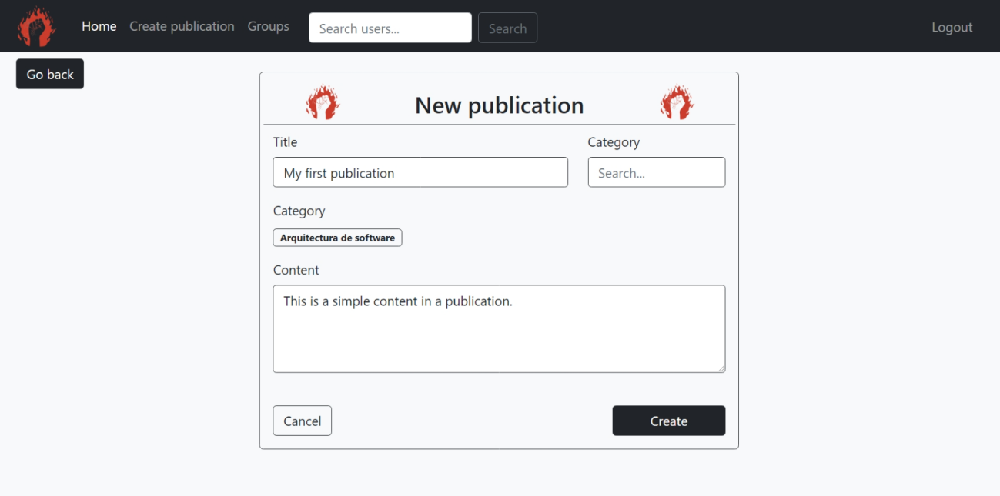 Home Create publication Groups Search users... Search Logout
Go back
New publication
Title Category
My first publication Search...
Category
Arquitectura de software
Content
This is a simple content in a publication.
Cancel Create